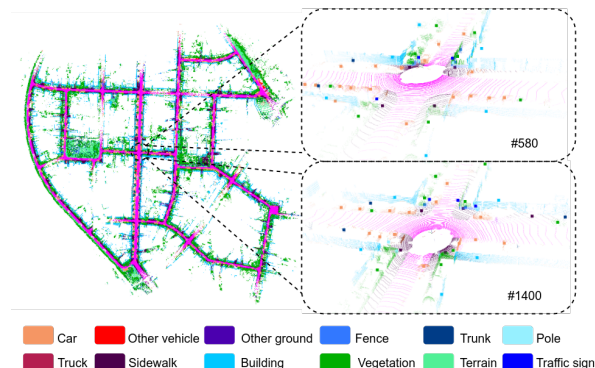 #580
#1400
Car Other vehicle Other ground Fence Trunk Pole
Truck Sidewalk Building Vegetation Terrain Traffic sign